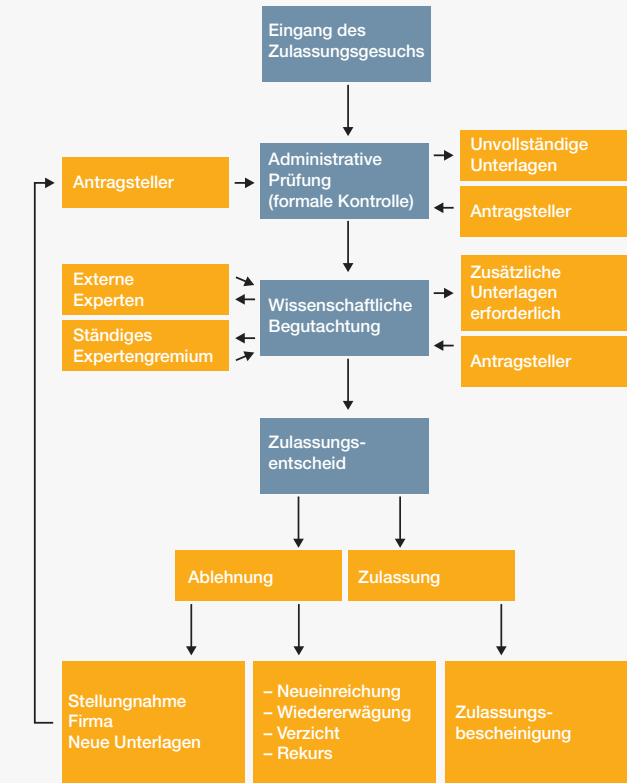 Eingang des
Zulassungsgesuchs
Antragsteller
Administrative
Prüfung
(formale Kontrolle)
Unvollständige
Unterlagen
Antragsteller
Externe
Experten
Ständiges
Expertengremium
Wissenschaftliche
Begutachtung
Zusätzliche
Unterlagen
erforderlich
Antragsteller
Zulassungs-
entscheid
Ablehnung
Zulassung
Stellungnahme
Firma
Neue Unterlagen
– Neueinreichung
– Wiedererwägung
– Verzicht
– Rekurs
Zulassungs-
bescheinigung